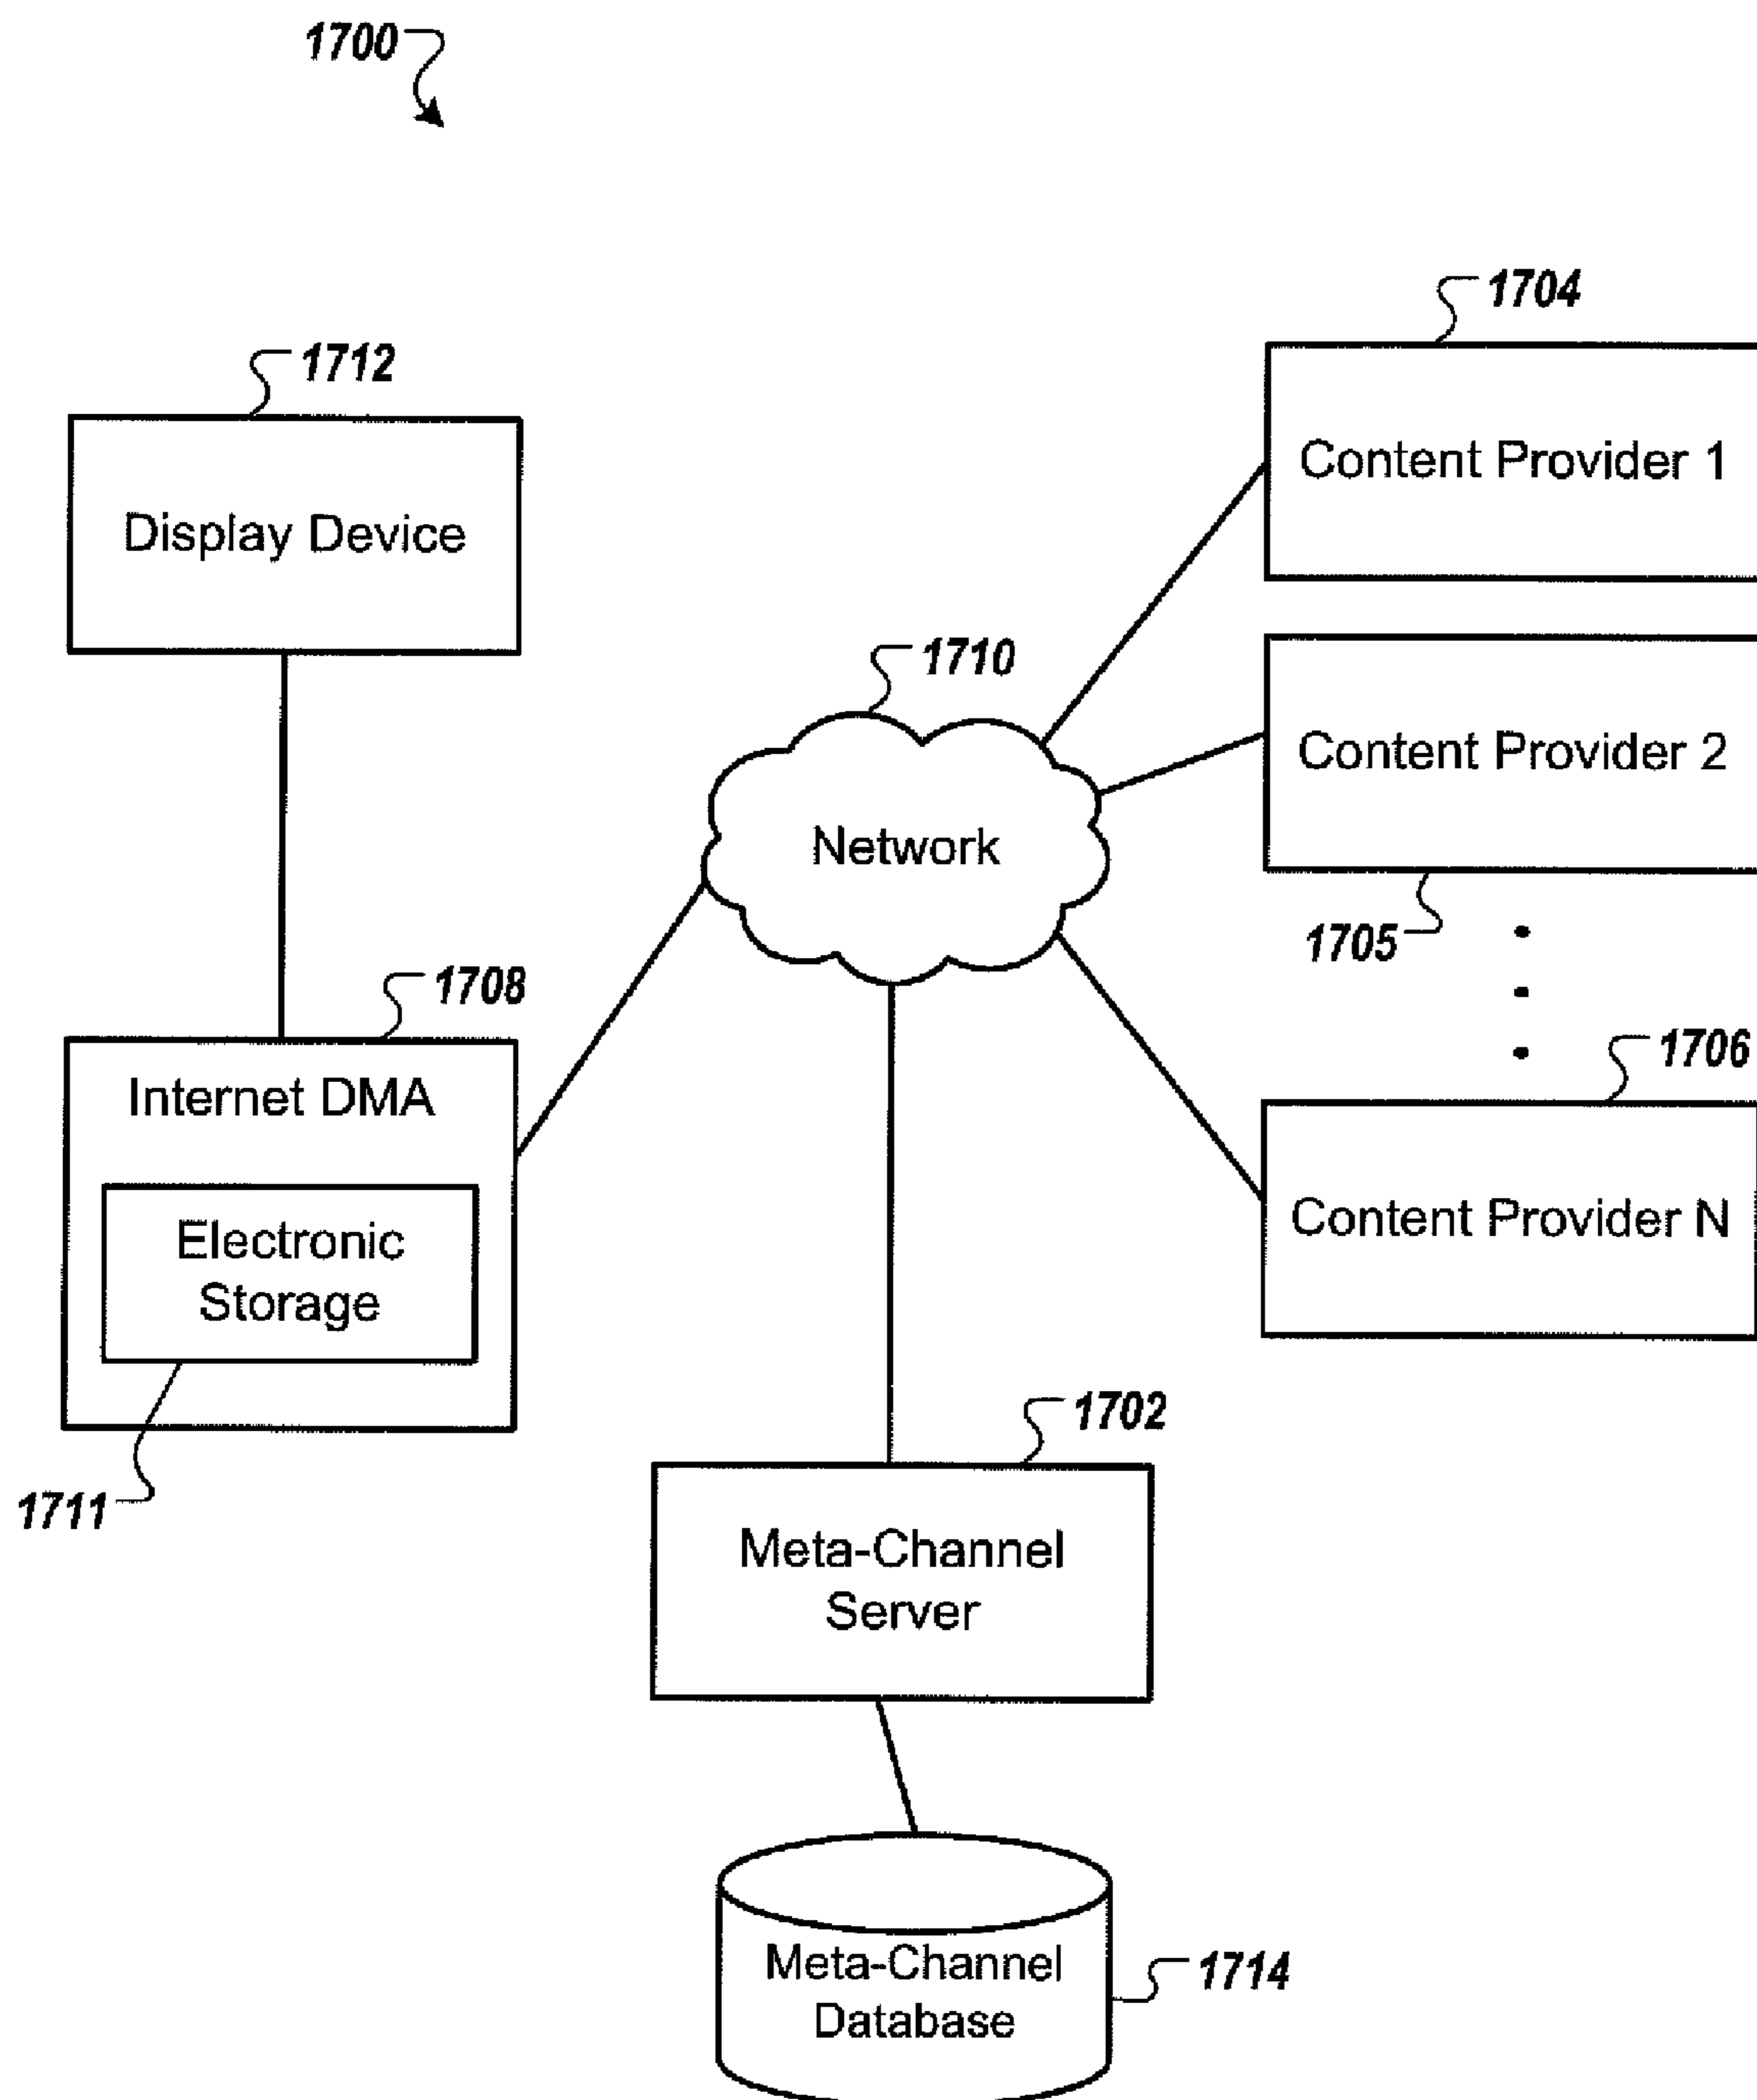 1700
1704
1712
Content Provider 1
Display Device
1710
Content Provider 2
Network
1705
1708
1706
Internet DMA
Electronic
Storage
Content Provider N
1702
1711
Meta-Channel
Server
Meta-Channel
Database
1714